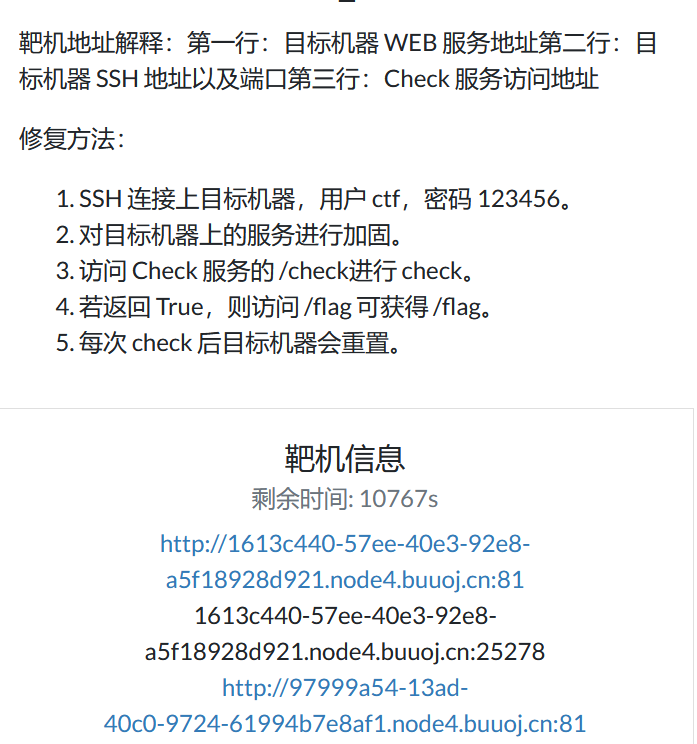 靶机地址解释：第一行：目标机器 WEB 服务地址第二行：目
标机器 SSH 地址以及端口第三行：Check 服务访问地址
修复方法：
1. SSH 连接上目标机器，用户 ctf，密码 123456。
2. 对目标机器上的服务进行加固。
3. 访问 Check 服务的 /check进行 check。
4. 若返回 True，则访问 /flag 可获得 /flag。
5. 每次 check 后目标机器会重置。
靶机信息
剩余时间: 10767s
http://1613c440-57ee-40e3-92e8-
a5f18928d921.node4.buuoj.cn:81
1613c440-57ee-40e3-92e8-
a5f18928d921.node4.buuoj.cn:25278
http://97999a54-13ad-
40c0-9724-61994b7e8af1.node4.buuoj.cn:81